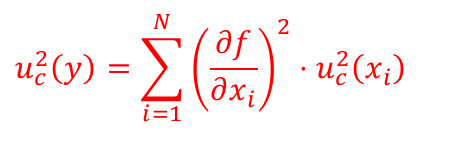 $u_c^2(y) = \sum_{i=1}^{N} \left( \frac{\partial f}{\partial x_i} \right)^2 \cdot u_c^2(x_i)$